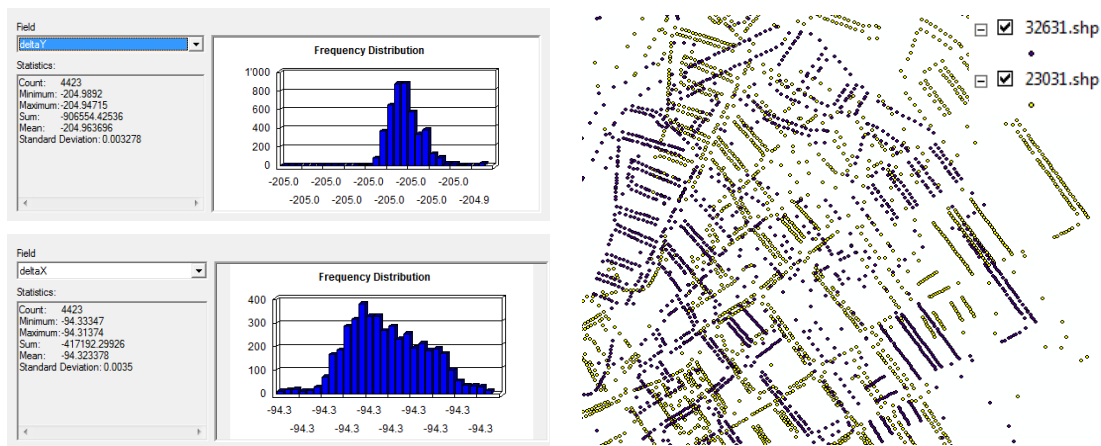 Field
deltaY
Statistics:
Count: 4423
Minimum: -204.9892
Maximum: -204.94715
Sum: -906554.42536
Mean: -204.963696
Standard Deviation: 0.003278
Frequency Distribution
1'000
800
600
400
200
0
-205.0 -205.0 -205.0 -205.0 -205.0
-205.0 -205.0 -205.0 -205.0 -204.9
Field
deltaX
Statistics:
Count: 4423
Minimum: -94.33347
Maximum: -94.31374
Sum: -417192.29926
Mean: -94.323378
Standard Deviation: 0.0035
Frequency Distribution
400
300
200
100
0
-94.3 -94.3 -94.3 -94.3 -94.3
-94.3 -94.3 -94.3 -94.3
32631.shp
23031.shp